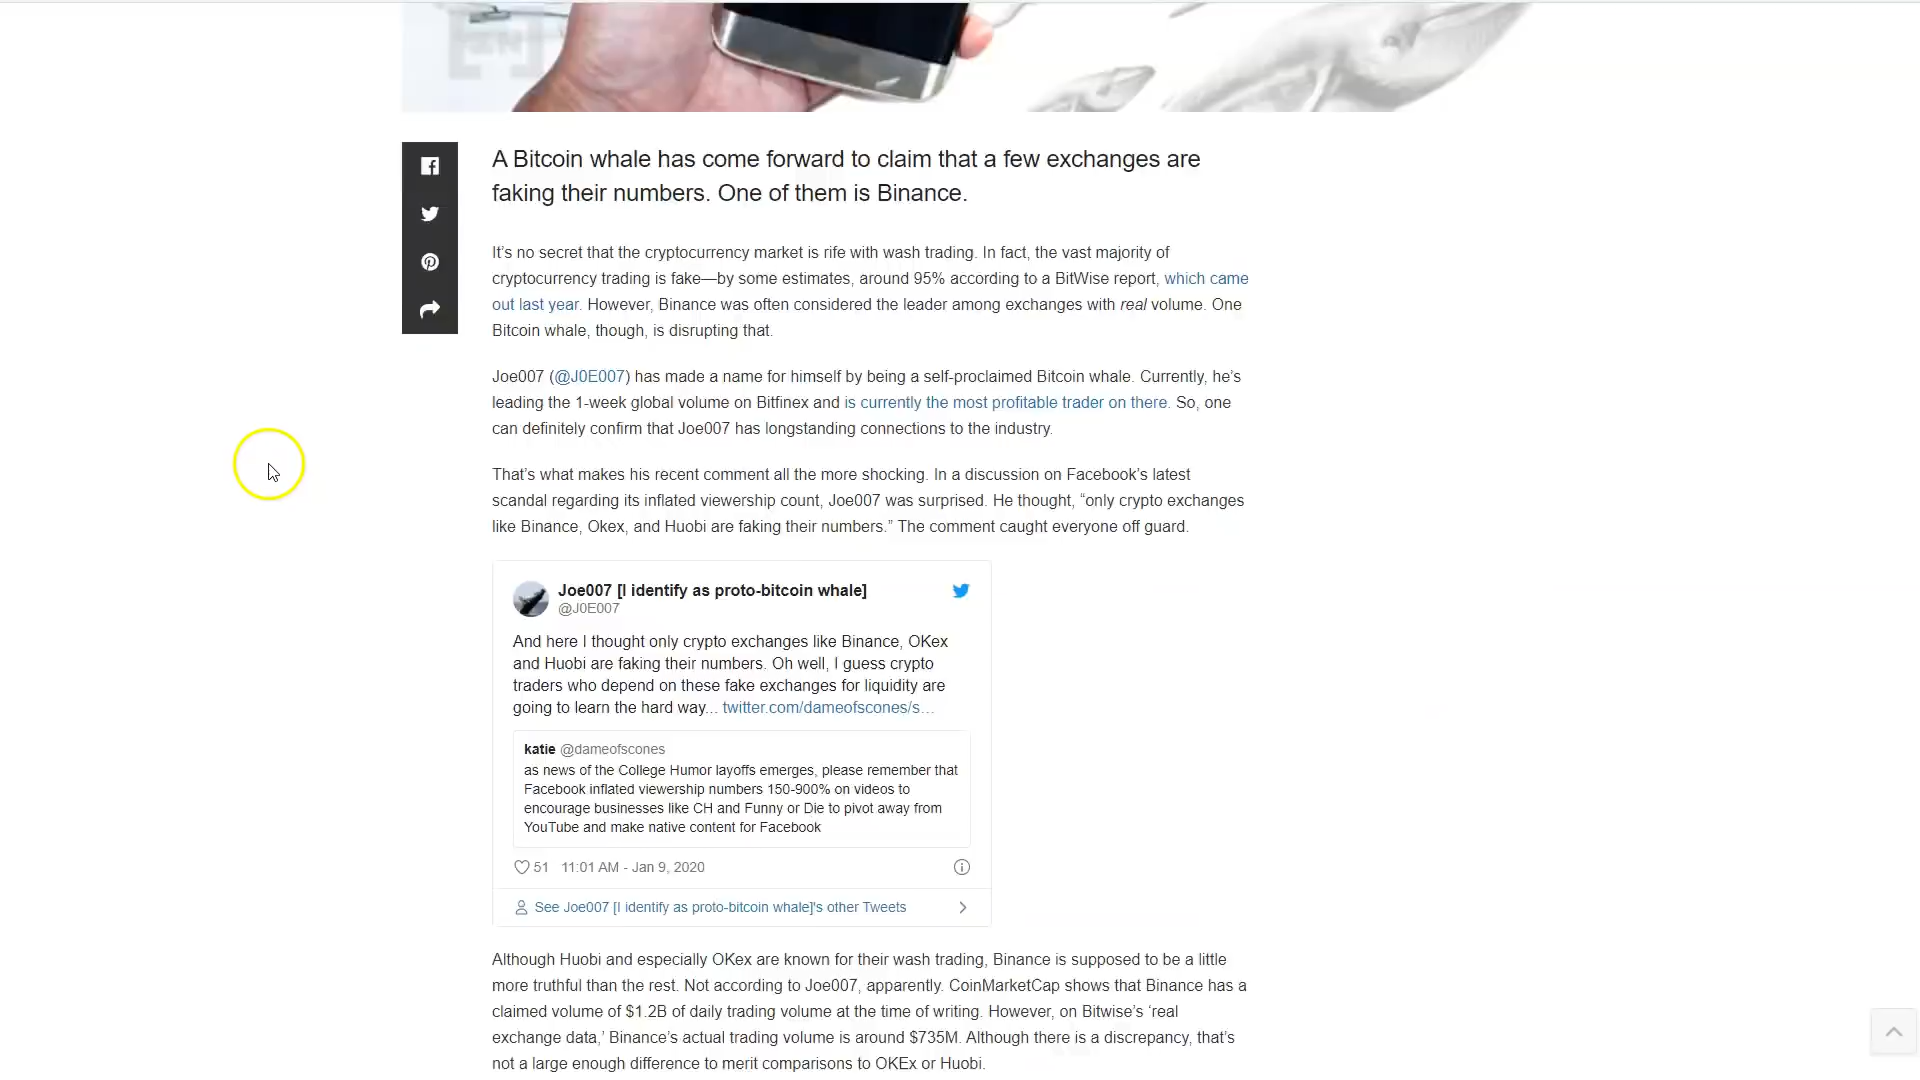 A Bitcoin whale has come forward to claim that a few exchanges are
faking their numbers. One of them is Binance.
It’s no secret that the cryptocurrency market is rife with wash trading. In fact, the vast majority of
cryptocurrency trading is fake—by some estimates, around 95% according to a BitWise report, which came
out last year. However, Binance was often considered the leader among exchanges with real volume. One
Bitcoin whale, though, is disrupting that.
Joe007 (@J0E007) has made a name for himself by being a self-proclaimed Bitcoin whale. Currently, he’s
leading the 1-week global volume on Bitfinex and is currently the most profitable trader on there. So, one
can definitely confirm that Joe007 has longstanding connections to the industry.
That’s what makes his recent comment all the more shocking. In a discussion on Facebook’s latest
scandal regarding its inflated viewership count, Joe007 was surprised. He thought, “only crypto exchanges
like Binance, Okex, and Huobi are faking their numbers.” The comment caught everyone off guard.
Joe007 [I identify as proto-bitcoin whale]
@J0E007
And here I thought only crypto exchanges like Binance, OKex
and Huobi are faking their numbers. Oh well, I guess crypto
traders who depend on these fake exchanges for liquidity are
going to learn the hard way... twitter.com/dameofscones/s…
katie @dameofscones
as news of the College Humor layoffs emerges, please remember that
Facebook inflated viewership numbers 150-900% on videos to
encourage businesses like CH and Funny or Die to pivot away from
YouTube and make native content for Facebook
51 11:01 AM - Jan 9, 2020
See Joe007 [I identify as proto-bitcoin whale]'s other Tweets
Although Huobi and especially OKex are known for their wash trading, Binance is supposed to be a little
more truthful than the rest. Not according to Joe007, apparently. CoinMarketCap shows that Binance has a
claimed volume of $1.2B of daily trading volume at the time of writing. However, on Bitwise’s ‘real
exchange data,’ Binance’s actual trading volume is around $735M. Although there is a discrepancy, that’s
not a large enough difference to merit comparisons to OKEx or Huobi.